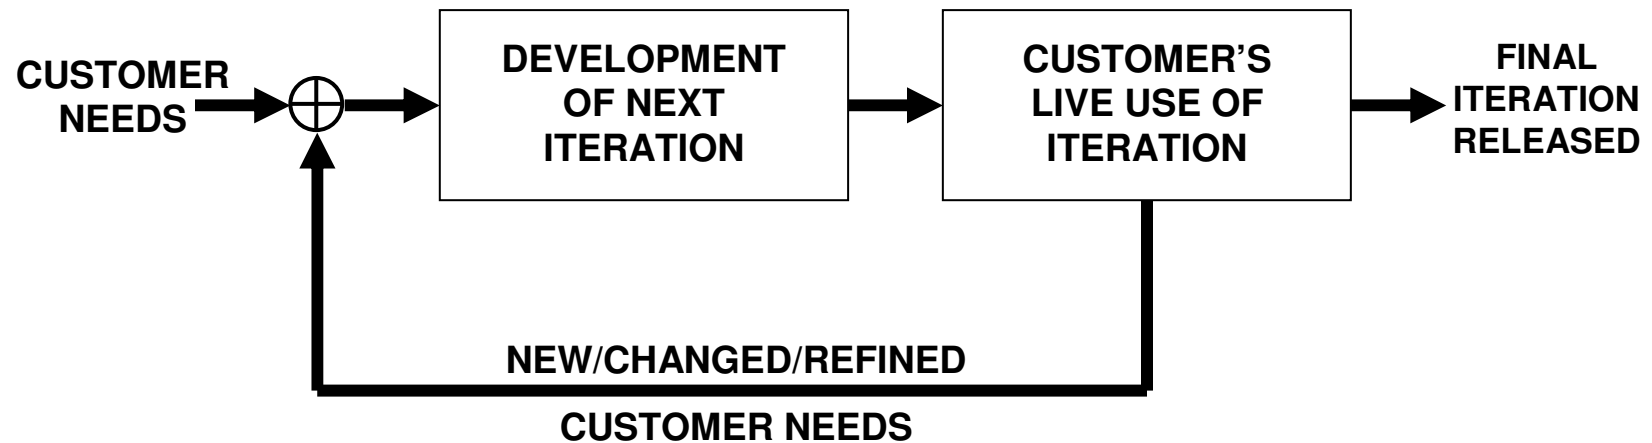 CUSTOMER
NEEDS
DEVELOPMENT
OF NEXT
ITERATION
CUSTOMER’S
LIVE USE OF
ITERATION
FINAL
ITERATION
RELEASED
NEW/CHANGED/REFINED
CUSTOMER NEEDS